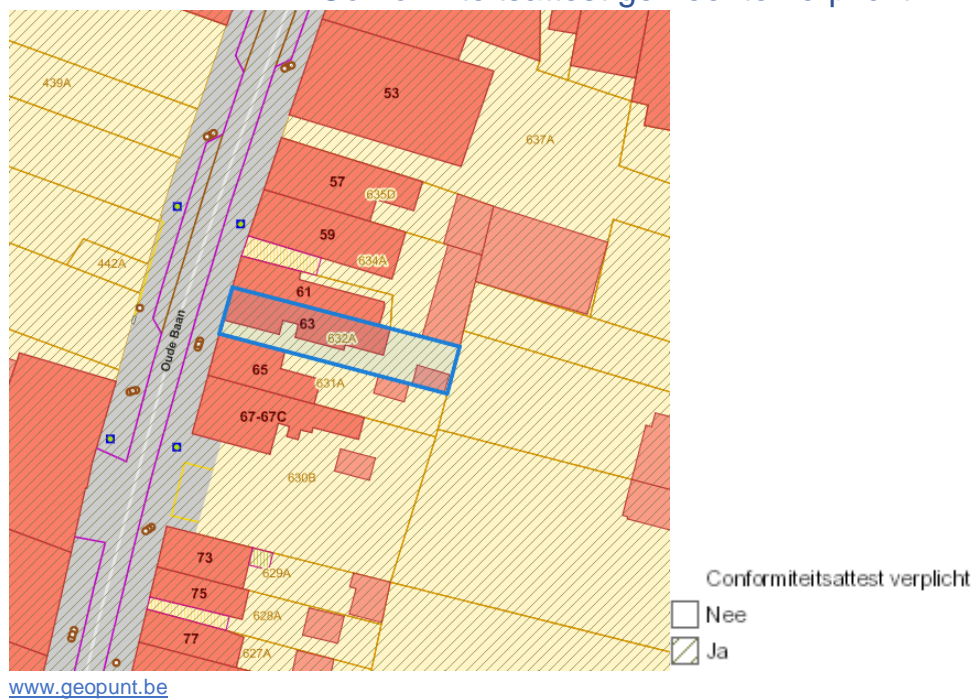 439A
53
637A
57
635D
59
634A
442A
61
63
632A
Oude Baan
65
631A
67-67C
630B
73
629A
75
628A
77
627A
Conformiteitsattest verplicht
Nee
Ja
www.geopunt.be